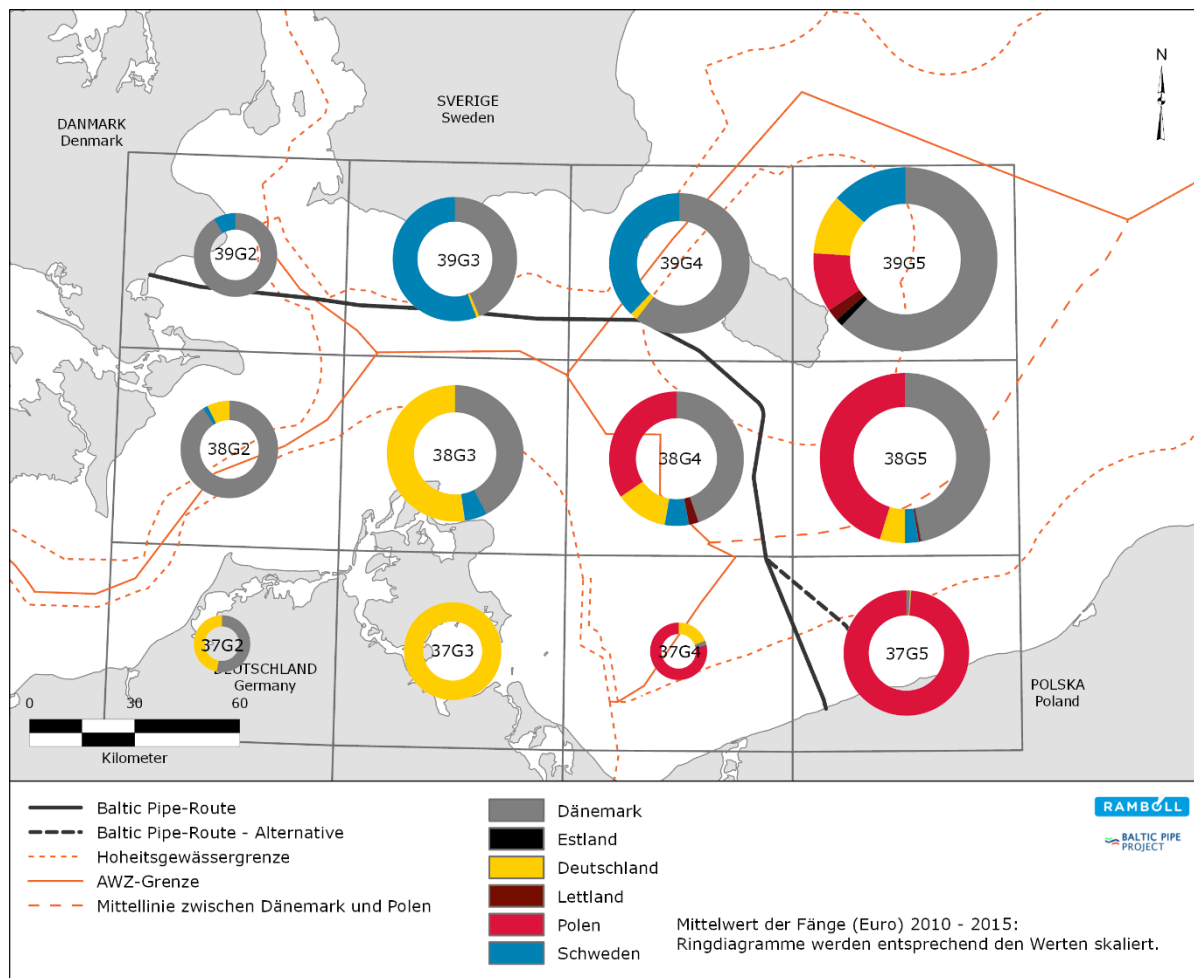 N
SVERIGE
Sweden
DANMARK
Denmark
39G2
39G3
39G4
39G5
38G2
38G3
38G4
38G5
37G2
37G3
37G4
37G5
DEUTSCHLAND
Germany
POLSKA
Poland
0 30 60
Kilometer
Baltic Pipe-Route
Baltic Pipe-Route - Alternative
Hoheitsgewässergrenze
AWZ-Grenze
Mittellinie zwischen Dänemark und Polen
Dänemark
Estland
Deutschland
Lettland
Polen
Schweden
RAMBOLL
BALTIC PIPE
PROJECT
Mittelwert der Fänge (Euro) 2010 - 2015:
Ringdiagramme werden entsprechend den Werten skaliert.